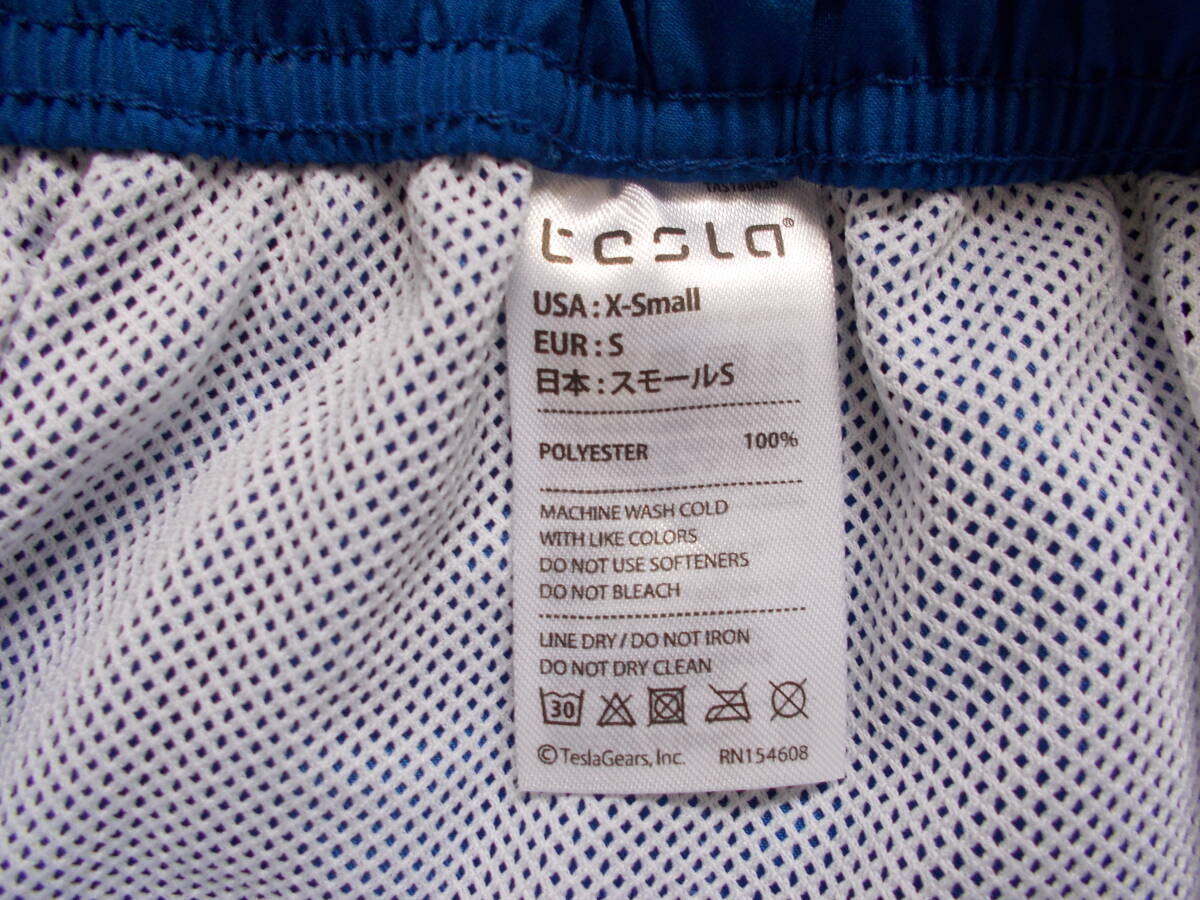 tesla®
USA : X-Small
EUR : S
日本 : スモールS
POLYESTER 100%
MACHINE WASH COLD
WITH LIKE COLORS
DO NOT USE SOFTENERS
DO NOT BLEACH
LINE DRY / DO NOT IRON
DO NOT DRY CLEAN
30
© TeslaGears, Inc. RN154608